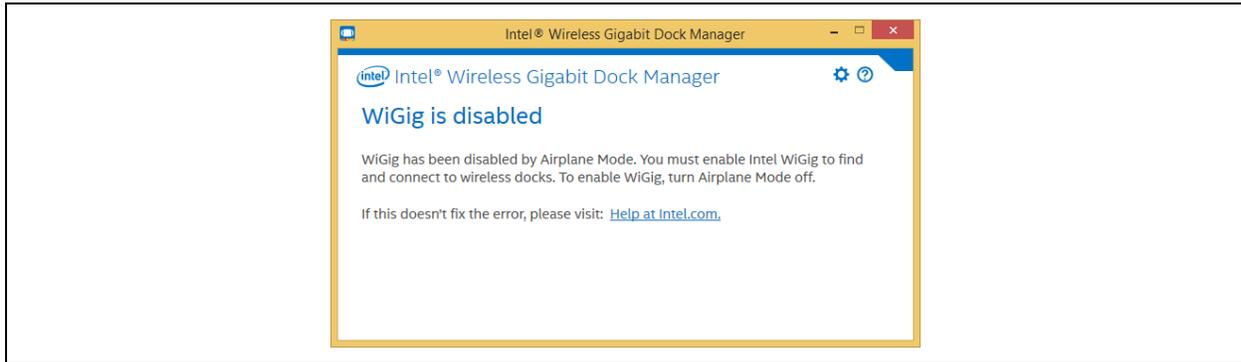 Intel® Wireless Gigabit Dock Manager
intel Intel® Wireless Gigabit Dock Manager
WiGig is disabled
WiGig has been disabled by Airplane Mode. You must enable Intel WiGig to find
and connect to wireless docks. To enable WiGig, turn Airplane Mode off.
If this doesn't fix the error, please visit: Help at Intel.com.